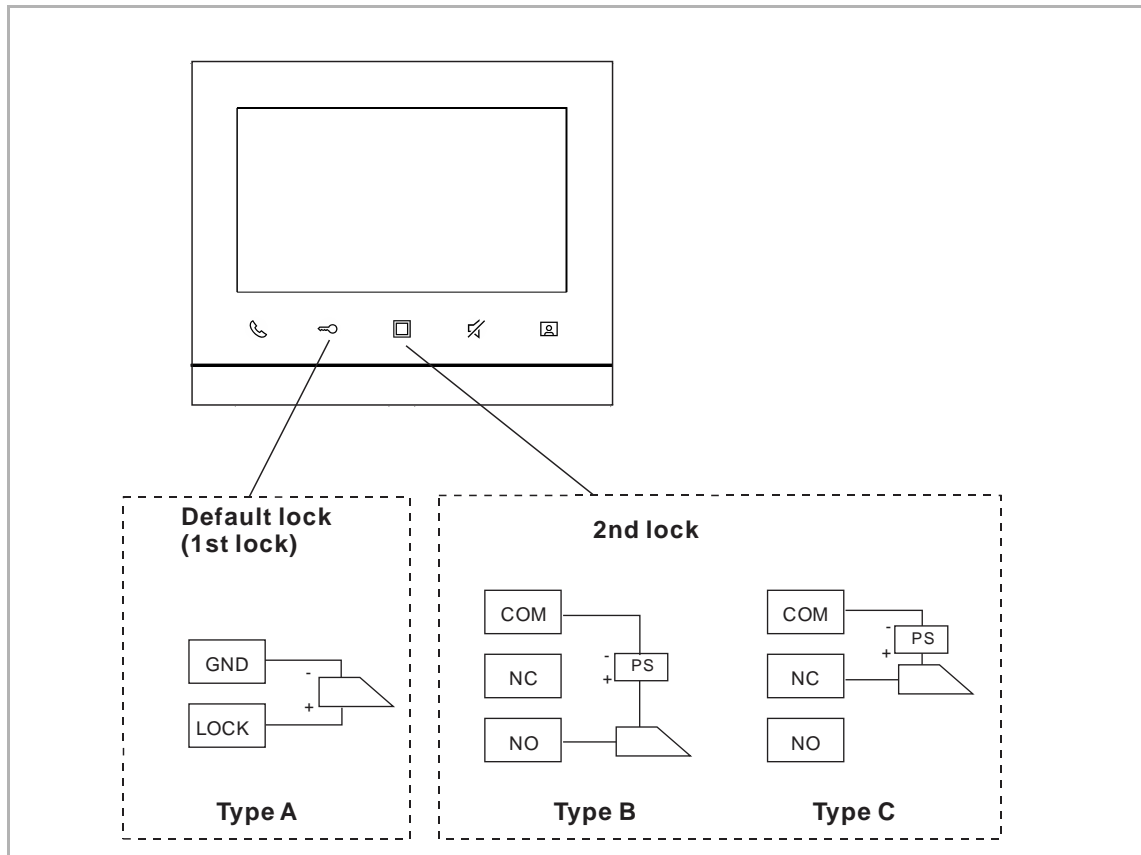 Default lock
(1st lock)
GND
-
+
LOCK
Type A
2nd lock
COM
-
PS
+
NC
NO
Type B
COM
-
PS
+
NC
NO
Type C